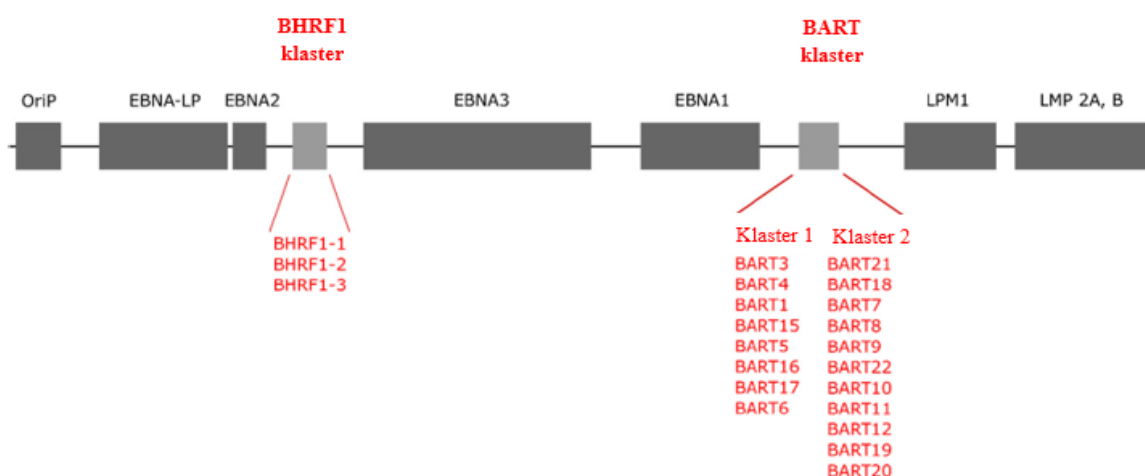 BHRF1
klaster
BART
klaster
OriP
EBNA-LP
EBNA2
EBNA3
EBNA1
LPM1
LMP 2A, B
BHRF1-1
BHRF1-2
BHRF1-3
Klaster 1
BART3
BART4
BART1
BART15
BART5
BART16
BART17
BART6
Klaster 2
BART21
BART18
BART7
BART8
BART9
BART22
BART10
BART11
BART12
BART19
BART20